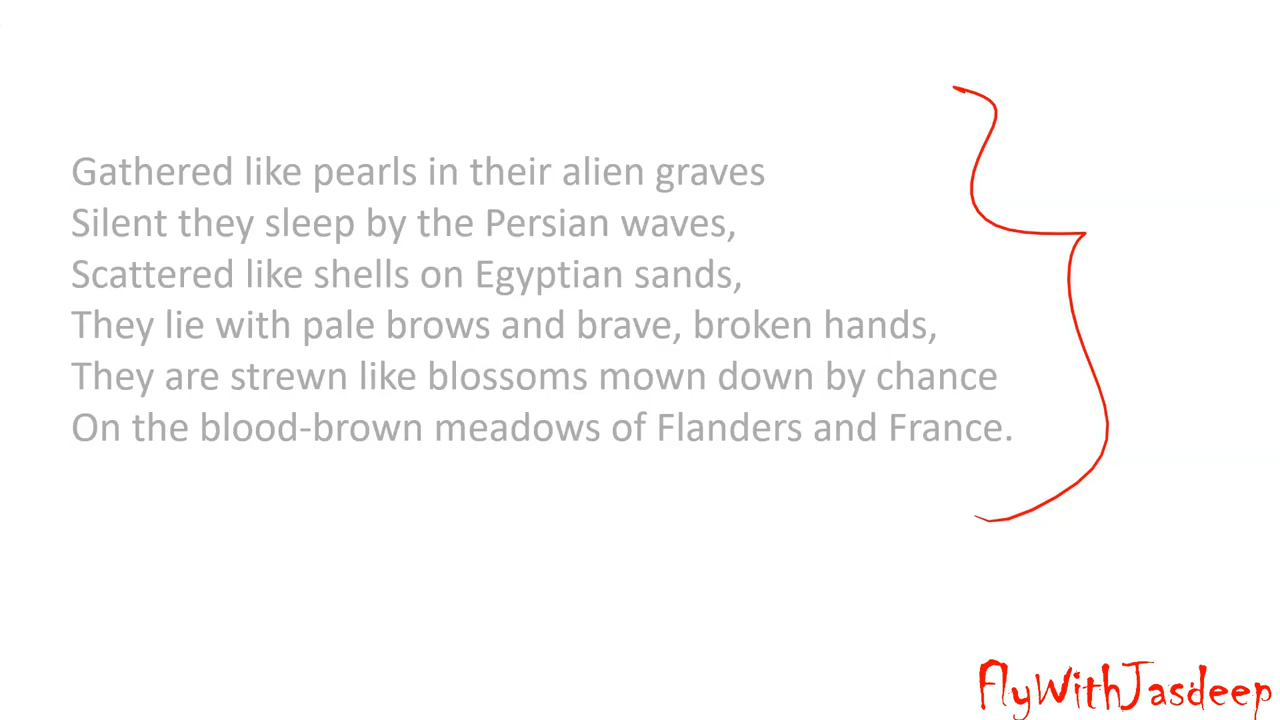 Gathered like pearls in their alien graves
Silent they sleep by the Persian waves,
Scattered like shells on Egyptian sands,
They lie with pale brows and brave, broken hands,
They are strewn like blossoms mown down by chance
On the blood-brown meadows of Flanders and France.
FlyWithJasdeep